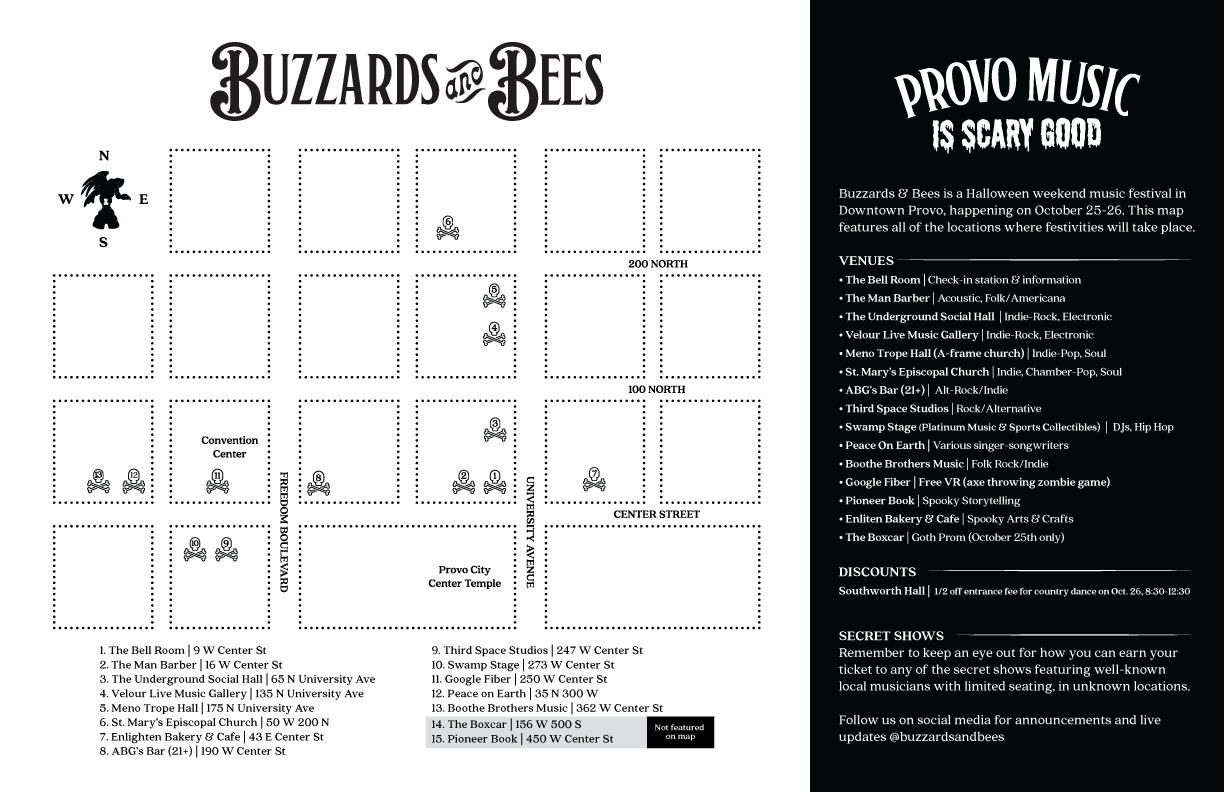 BUZZARDS and BEES
N
W
E
S
6
200 NORTH
5
4
100 NORTH
Convention
Center
3
13
12
11
8
2
1
7
FREEDOM BOULEVARD
UNIVERSITY AVENUE
CENTER STREET
10
9
Provo City
Center Temple
1. The Bell Room | 9 W Center St
2. The Man Barber | 16 W Center St
3. The Underground Social Hall | 65 N University Ave
4. Velour Live Music Gallery | 135 N University Ave
5. Meno Trope Hall | 175 N University Ave
6. St. Mary's Episcopal Church | 50 W 200 N
7. Enlighten Bakery & Cafe | 43 E Center St
8. ABG's Bar (21+) | 190 W Center St
9. Third Space Studios | 247 W Center St
10. Swamp Stage | 273 W Center St
11. Google Fiber | 250 W Center St
12. Peace on Earth | 35 N 300 W
13. Boothe Brothers Music | 362 W Center St
14. The Boxcar | 156 W 500 S
15. Pioneer Book | 450 W Center St
Not featured
on map
PROVO MUSIC
IS SCARY GOOD
Buzzards & Bees is a Halloween weekend music festival in
Downtown Provo, happening on October 25-26. This map
features all of the locations where festivities will take place.
VENUES
• The Bell Room | Check-in station & information
• The Man Barber | Acoustic, Folk/Americana
• The Underground Social Hall | Indie-Rock, Electronic
• Velour Live Music Gallery | Indie-Rock, Electronic
• Meno Trope Hall (A-frame church) | Indie-Pop, Soul
• St. Mary's Episcopal Church | Indie, Chamber-Pop, Soul
• ABG's Bar (21+) | Alt-Rock/Indie
• Third Space Studios | Rock/Alternative
• Swamp Stage (Platinum Music & Sports Collectibles) | DJs, Hip Hop
• Peace On Earth | Various singer-songwriters
• Boothe Brothers Music | Folk Rock/Indie
• Google Fiber | Free VR (axe throwing zombie game)
• Pioneer Book | Spooky Storytelling
• Enliten Bakery & Cafe | Spooky Arts & Crafts
• The Boxcar | Goth Prom (October 25th only)
DISCOUNTS
Southworth Hall | 1/2 off entrance fee for country dance on Oct. 26, 8:30-12:30
SECRET SHOWS
Remember to keep an eye out for how you can earn your
ticket to any of the secret shows featuring well-known
local musicians with limited seating, in unknown locations.
Follow us on social media for announcements and live
updates @buzzardsandbees